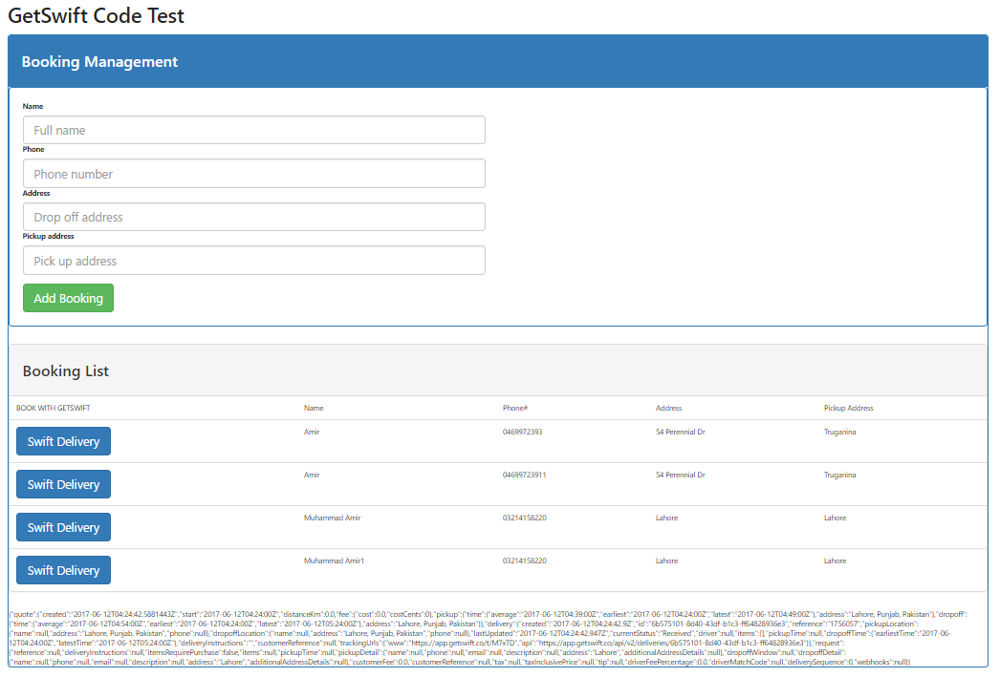 GetSwift Code Test
Booking Management
Name
Full name
Phone
Phone number
Address
Drop off address
Pickup address
Pick up address
Add Booking
Booking List
BOOK WITH GETSWIFT Name Phone# Address Pickup Address
Swift Delivery Amir 0469972393 54 Perennial Dr Truganina
Swift Delivery Amir 04699723911 54 Perennial Dr Truganina
Swift Delivery Muhammad Amir 03214158220 Lahore Lahore
Swift Delivery Muhammad Amir1 03214158220 Lahore Lahore
{"quote":{"created":"2017-06-12T04:24:42.5881443Z","start":"2017-06-12T04:24:00Z","distanceKm":0.0,"fee":{"cost":0.0,"costCents":0},"pickup":{"time":{"average":"2017-06-12T04:39:00Z","earliest":"2017-06-12T04:24:00Z","latest":"2017-06-12T04:49:00Z"},"address":"Lahore, Punjab, Pakistan"},"dropoff":
{"time":{"average":"2017-06-12T04:54:00Z","earliest":"2017-06-12T04:24:00Z","latest":"2017-06-12T05:24:00Z"},"address":"Lahore, Punjab, Pakistan"}},"delivery":{"created":"2017-06-12T04:24:42.9Z","id":"6b575101-8d40-43df-b1c3-ff64828936e3","reference":"1756057","pickupLocation":
{"name":null,"address":"Lahore, Punjab, Pakistan","phone":null},"dropoffLocation":{"name":null,"address":"Lahore, Punjab, Pakistan","phone":null},"lastUpdated":"2017-06-12T04:24:42.947Z","currentStatus":"Received","driver":null,"items":[],"pickupTime":null,"dropoffTime":{"earliestTime":"2017-06-
12T04:24:00Z","latestTime":"2017-06-12T05:24:00Z"},"deliveryInstructions":"","customerReference":null,"trackingUrls":{"www":"https://app.getswift.co/t/M7xTD","api":"https://app.getswift.co/api/v2/deliveries/6b575101-8d40-43df-b1c3-ff64828936e3"}},"request":
{"reference":null,"deliveryInstructions":null,"itemsRequirePurchase":false,"items":null,"pickupTime":null,"pickupDetail":{"name":null,"phone":null,"email":null,"description":null,"address":"Lahore","additionalAddressDetails":null},"dropoffWindow":null,"dropoffDetail":
{"name":null,"phone":null,"email":null,"description":null,"address":"Lahore","additionalAddressDetails":null},"customerFee":0.0,"customerReference":null,"tax":null,"taxInclusivePrice":null,"tip":null,"driverFeePercentage":0.0,"driverMatchCode":null,"deliverySequence":0,"webhooks":null}}